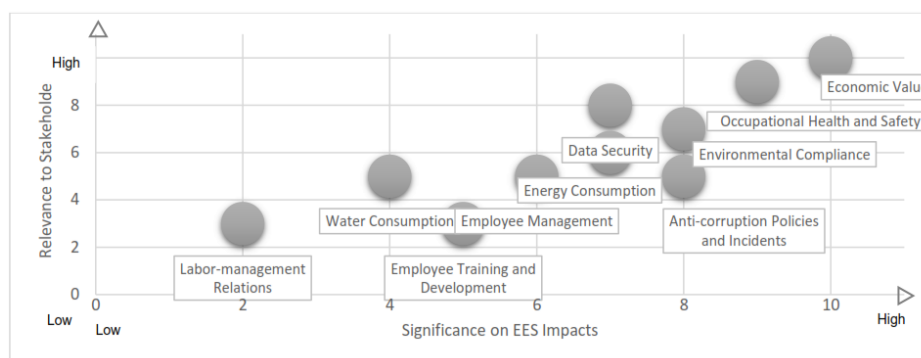 High
Economic Valu
8
Occupational Health and Safety
Data Security
Environmental Compliance
6
Energy Consumption
4
Water Consumption
Employee Management
Anti-corruption Policies
and Incidents
2
Labor-management
Relations
Employee Training and
Development
0
0
2
4
6
8
10
Low
Low
High
Significance on EES Impacts
Relevance to Stakeholde